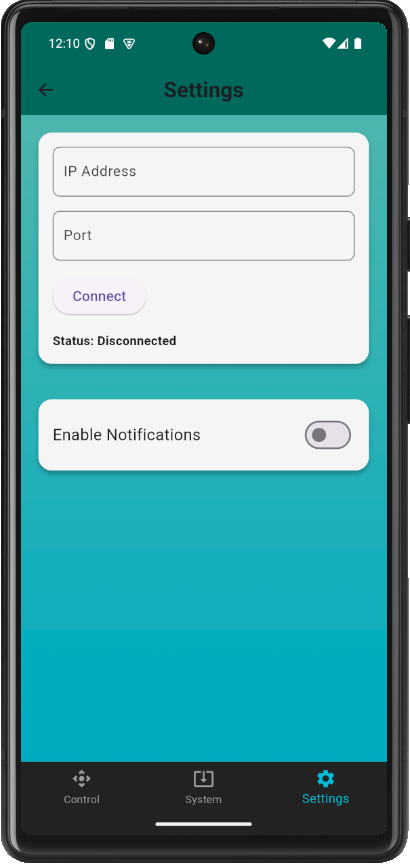 12:10
Settings
IP Address
Port
Connect
Status: Disconnected
Enable Notifications
Control
System
Settings